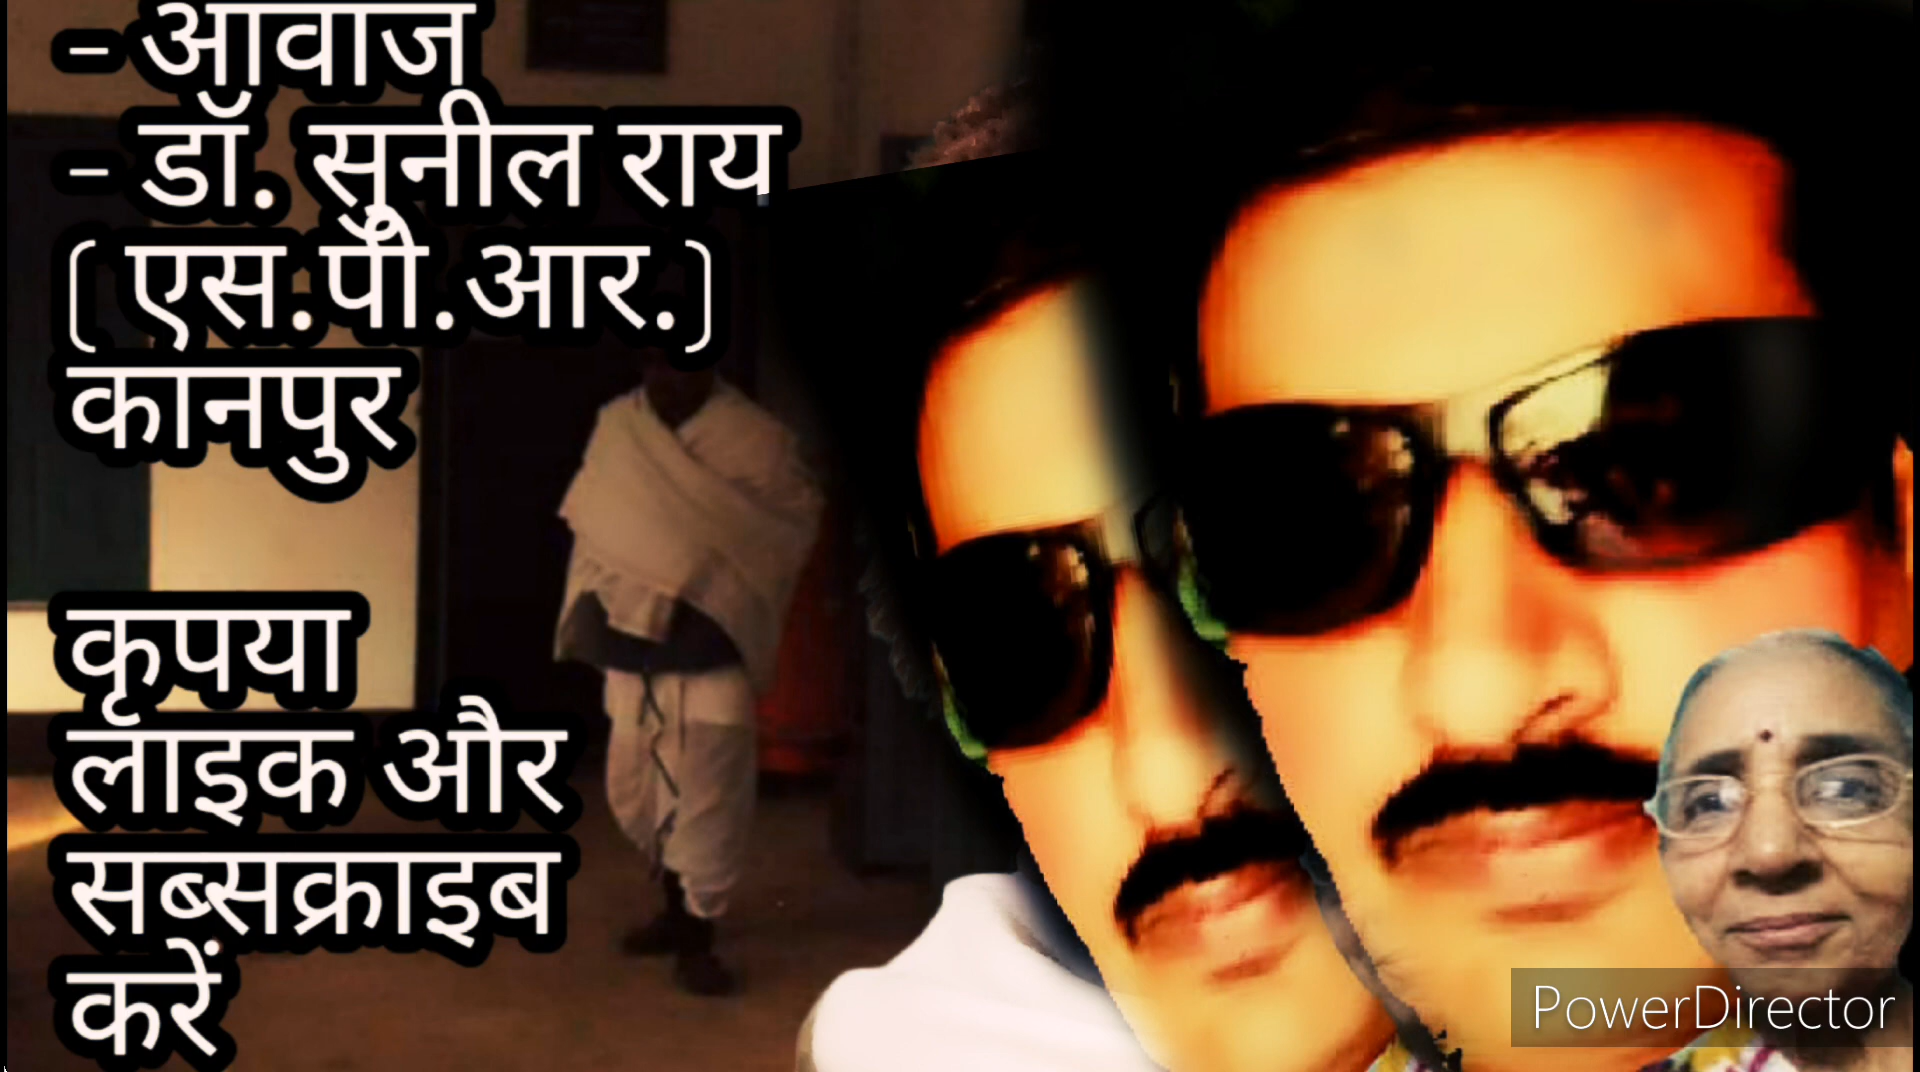 - आवाज
- डॉ. सुनील राय
( एस.पी.आर.)
कानपुर
कृपया
लाइक और
सब्सक्राइब
करें
PowerDirector